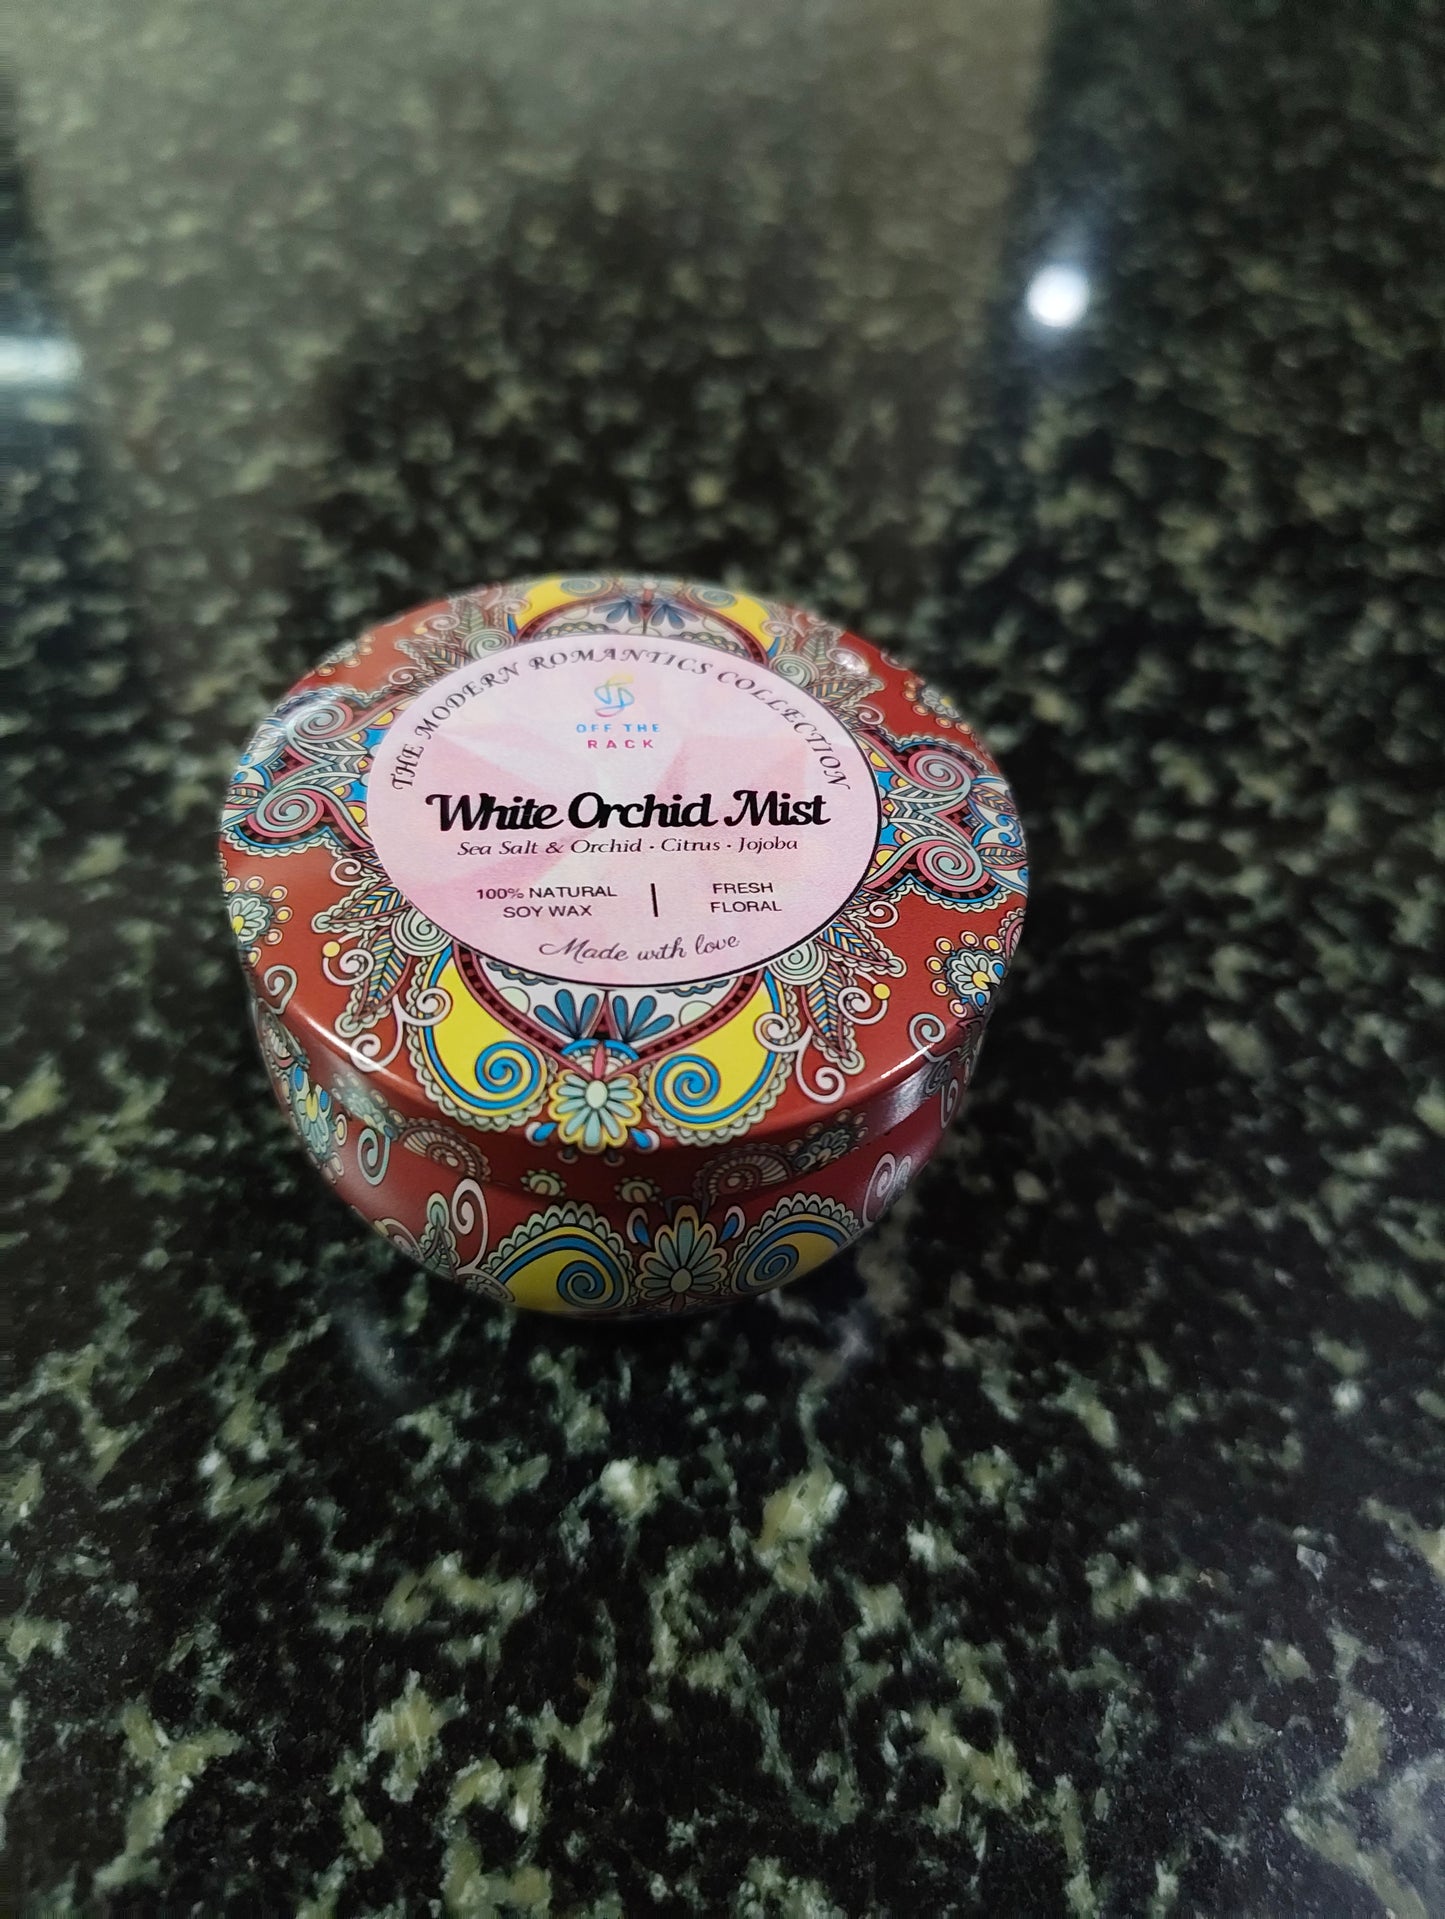 THE MODERN ROMANTICS COLLECTION
OFF THE
RACK
White Orchid Mist
Sea Salt & Orchid · Citrus · Jojoba
100% NATURAL
SOY WAX
FRESH
FLORAL
Made with love